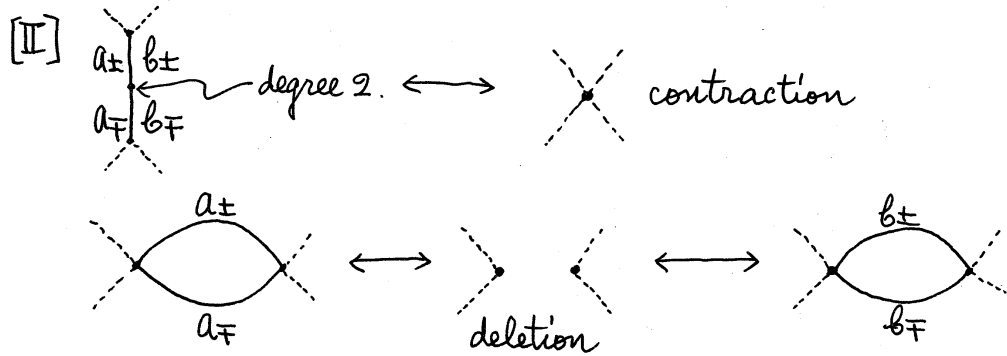 [II]
a± b±
degree 2. ⟷ contraction
a∓ b∓
a± b±
⟷ ⟷
a∓ deletion b∓